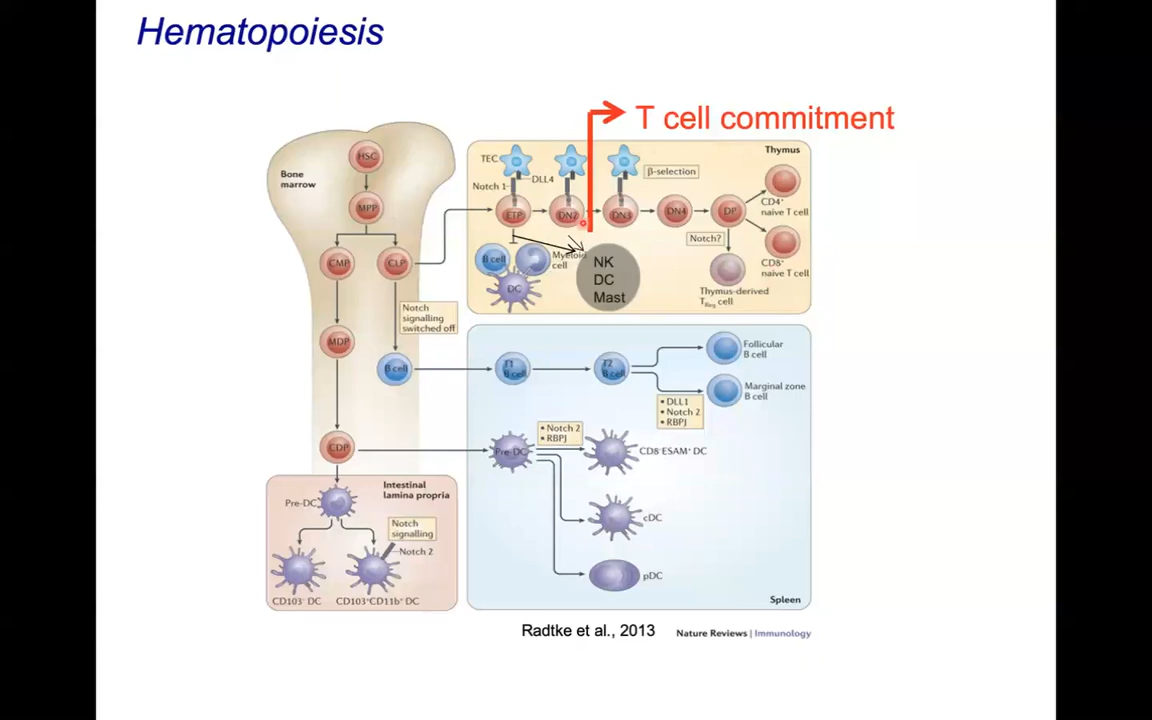 Hematopoiesis
T cell commitment
Bone
marrow
HSC
MPP
CMP
CLP
MDP
CDP
B cell
Notch
signalling
switched off
Thymus
TEC
DLL4
Notch 1
β-selection
ETP
DN2
DN3
DN4
DP
CD4⁺
naive T cell
CD8⁺
naive T cell
Notch?
Thymus-derived
TReg cell
B cell
Myeloid
cell
DC
NK
DC
Mast
T1
B cell
T2
B cell
Follicular
B cell
Marginal zone
B cell
• DLL1
• Notch 2
• RBPJ
• Notch 2
• RBPJ
Pre-DC
CD8⁻ESAM⁺ DC
cDC
pDC
Spleen
Intestinal
lamina propria
Pre-DC
Notch
signalling
Notch 2
CD103⁻ DC
CD103⁺CD11b⁺ DC
Radtke et al., 2013
Nature Reviews | Immunology